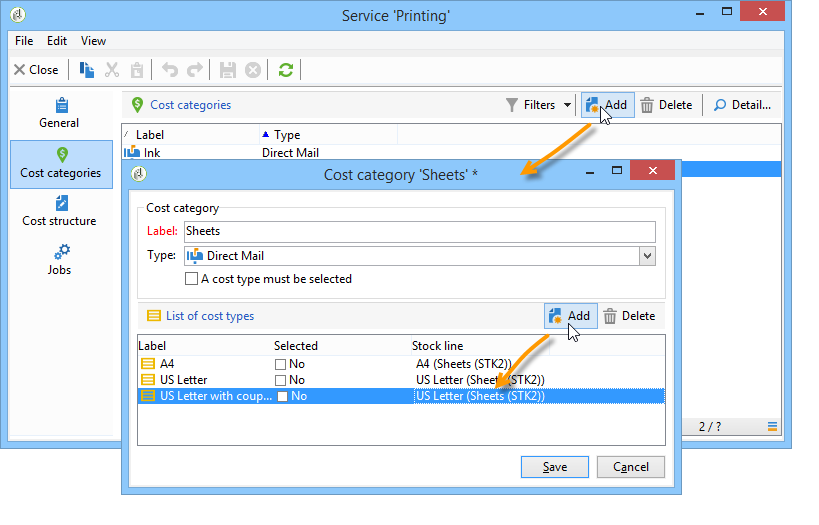 Service 'Printing'
File Edit View
Close
General
Cost categories
Cost structure
Jobs
Cost categories Filters Add Delete Detail...
Label Type
Ink Direct Mail
Cost category 'Sheets' *
Cost category
Label: Sheets
Type: Direct Mail
A cost type must be selected
List of cost types Add Delete
Label Selected Stock line
A4 No A4 (Sheets (STK2))
US Letter No US Letter (Sheets (STK2))
US Letter with coup... No US Letter (Sheets (STK2))
2 / ?
Save Cancel